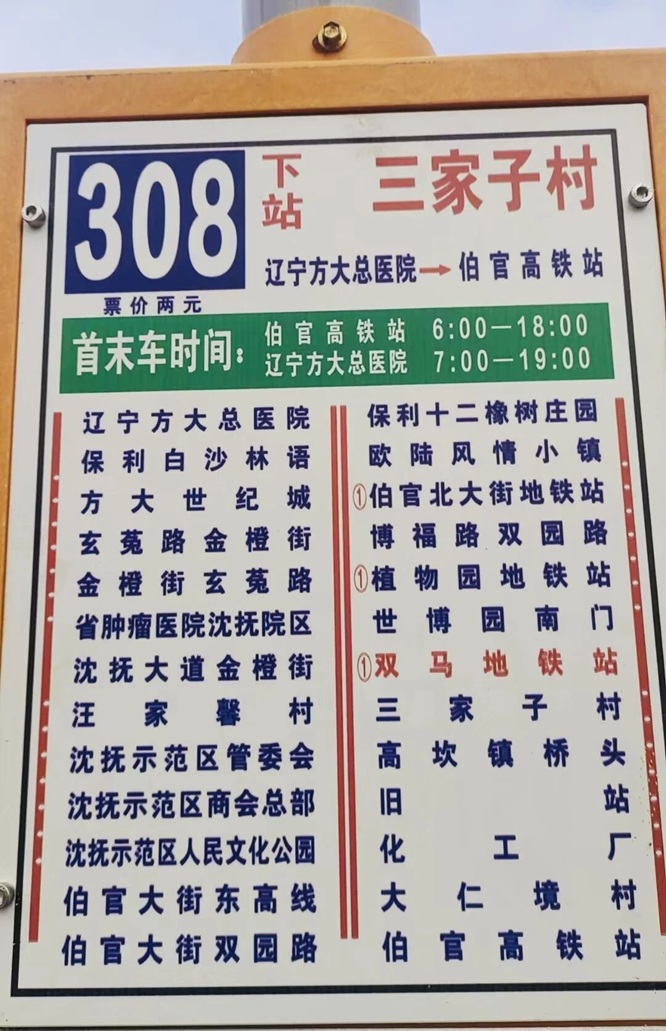 308
下站
三家子村
辽宁方大总医院→伯官高铁站
票价两元
首末车时间：
伯官高铁站 6:00—18:00
辽宁方大总医院 7:00—19:00
辽宁方大总医院
保利白沙林语
方大世纪城
玄菟路金橙街
金橙街玄菟路
省肿瘤医院沈抚院区
沈抚大道金橙街
汪家馨村
沈抚示范区管委会
沈抚示范区商会总部
沈抚示范区人民文化公园
伯官大街东高线
伯官大街双园路
保利十二橡树庄园
欧陆风情小镇
①伯官北大街地铁站
博福路双园路
①植物园地铁站
世博园南门
①双马地铁站
三家子村
高坎镇桥头
旧站
化工厂
大仁境村
伯官高铁站